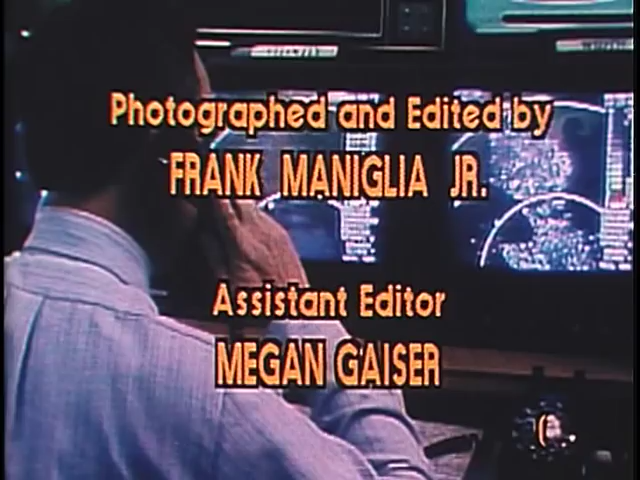 Photographed and Edited by
FRANK MANIGLIA JR.
Assistant Editor
MEGAN GAISER